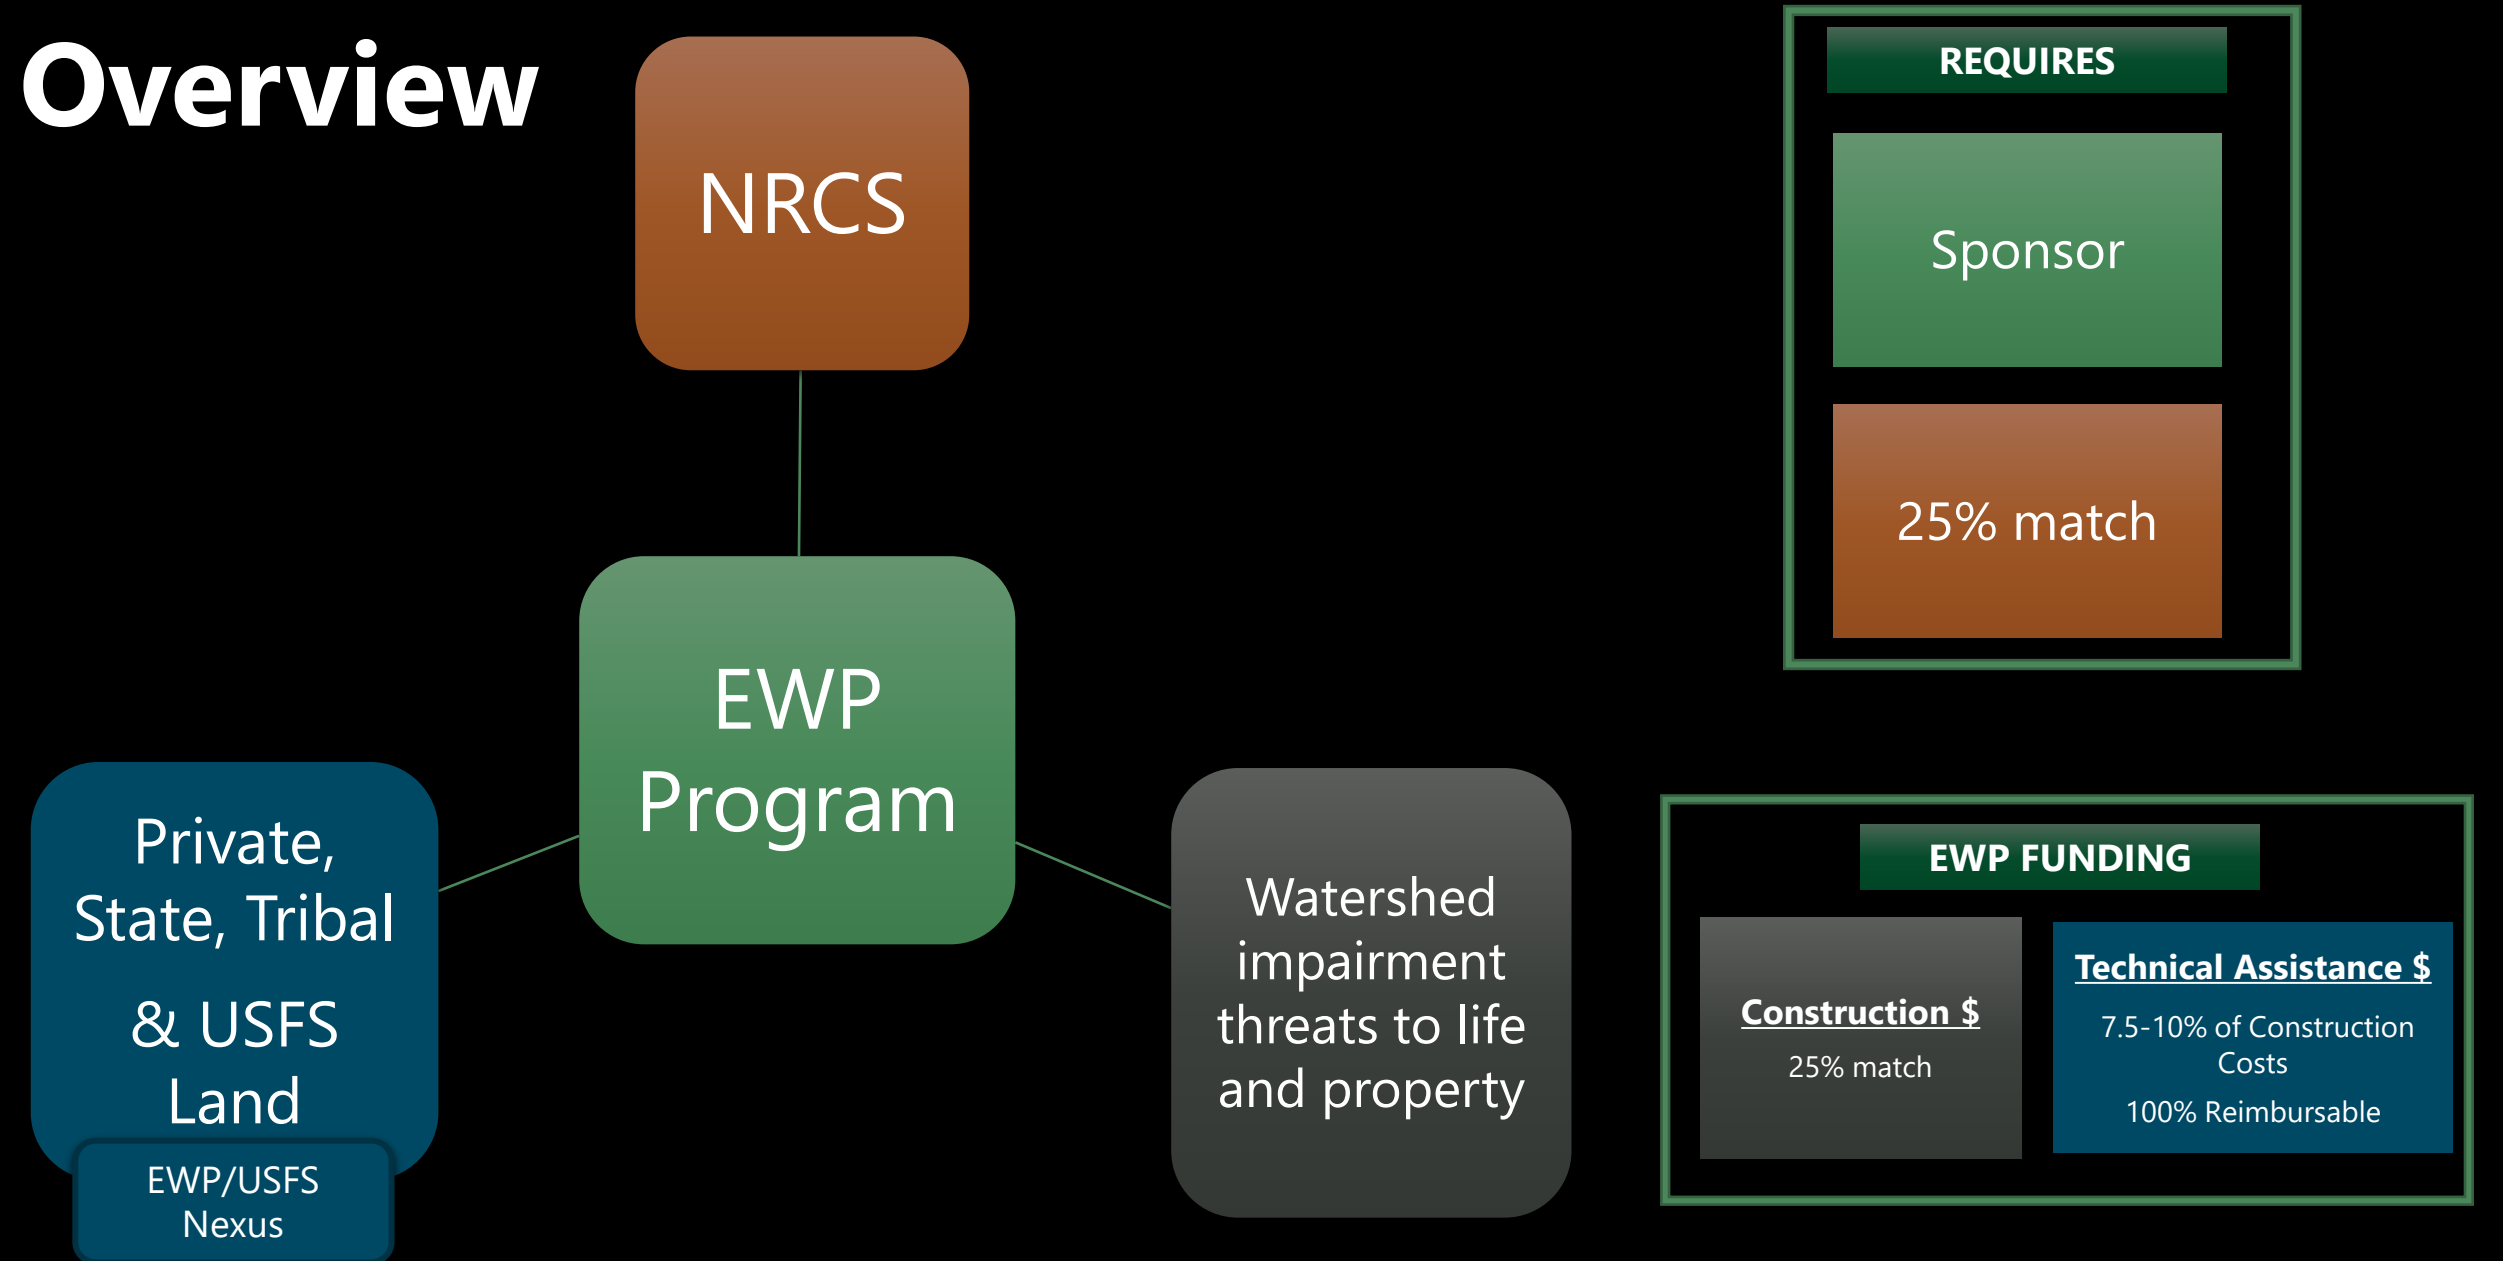 Overview
NRCS
EWP
Program
Private,
State, Tribal
& USFS
Land
EWP/USFS
Nexus
Watershed
impairment
threats to life
and property
REQUIRES
Sponsor
25% match
EWP FUNDING
Construction $
25% match
Technical Assistance $
7.5-10% of Construction
Costs
100% Reimbursable